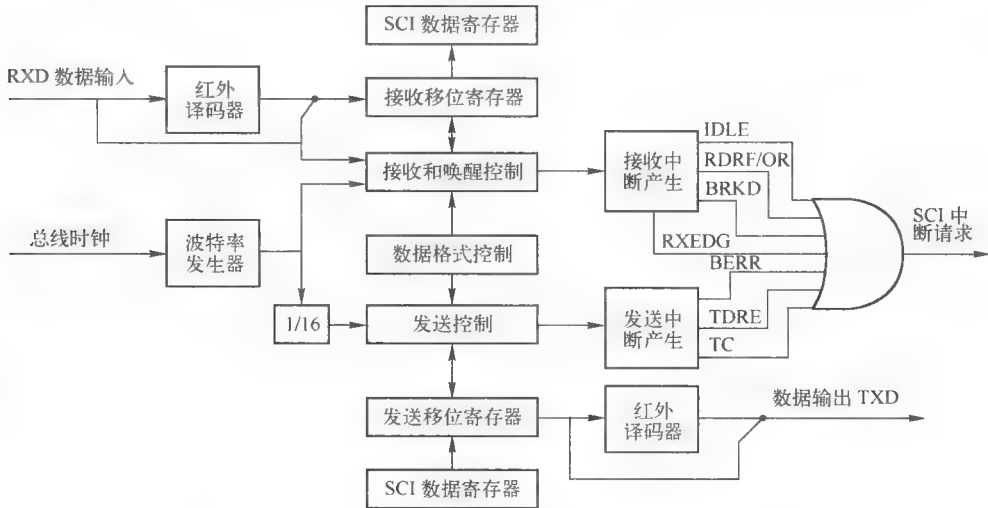 SCI 数据寄存器
RXD 数据输入
红外
译码器
接收移位寄存器
接收和唤醒控制
接收中
断产生
IDLE
RDRF/OR
BRKD
RXEDG
BERR
SCI 中
断请求
总线时钟
波特率
发生器
数据格式控制
1/16
发送控制
发送中
断产生
TDRE
TC
发送移位寄存器
红外
译码器
数据输出 TXD
SCI 数据寄存器